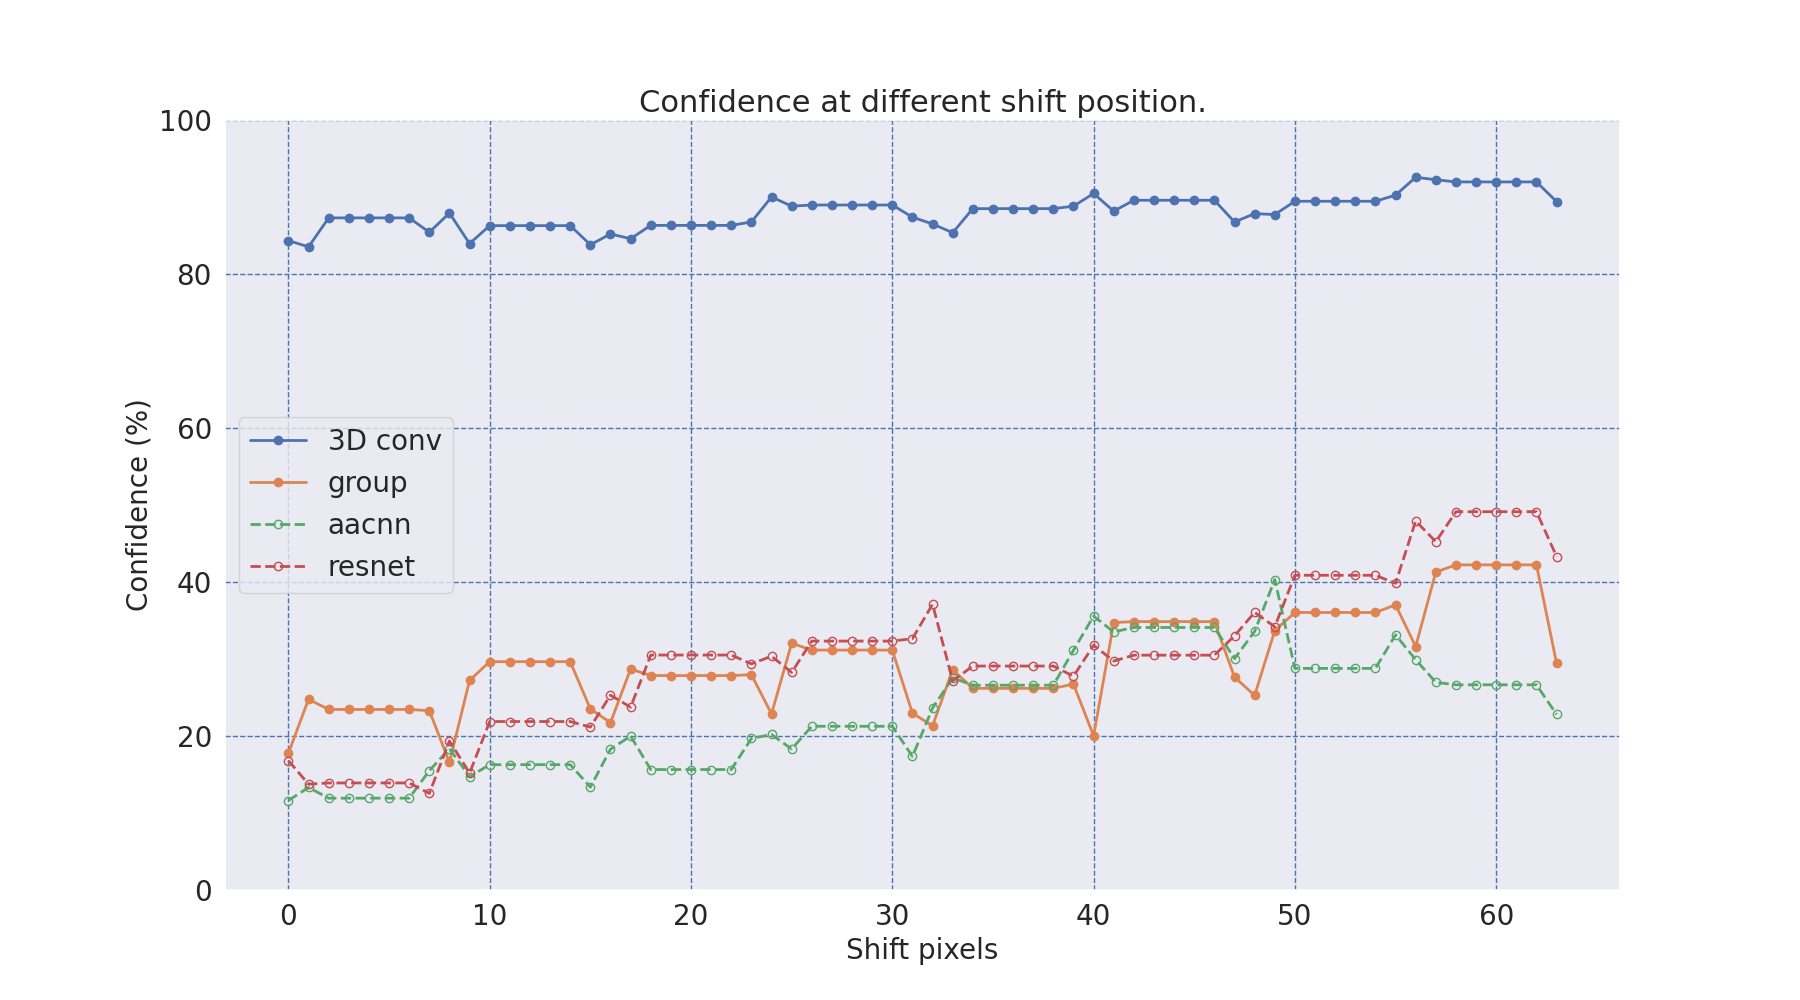 Confidence at different shift position.
100
80
60
40
20
0
Confidence (%)
3D conv
group
aacnn
resnet
0 10 20 30 40 50 60
Shift pixels